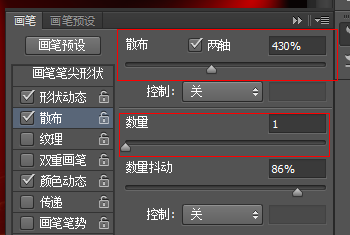 画笔 画笔预设
画笔预设
画笔笔尖形状
形状动态
散布
纹理
双重画笔
颜色动态
传递
画笔笔势
散布 两轴 430%
控制: 关
数量 1
数量抖动 86%
控制: 关